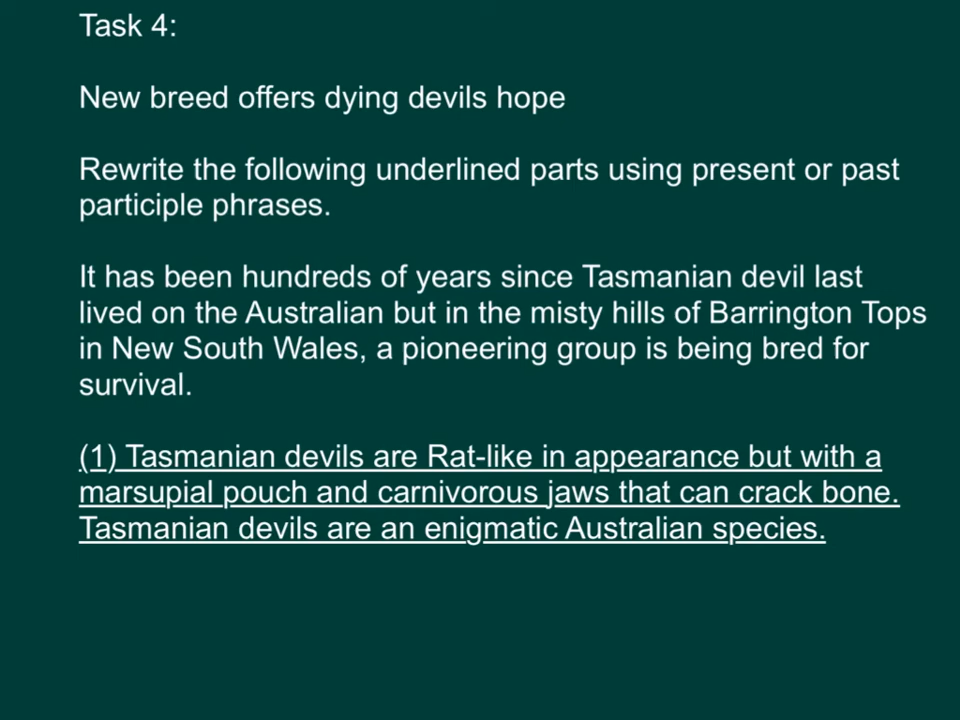 Task 4:
New breed offers dying devils hope
Rewrite the following underlined parts using present or past
participle phrases.
It has been hundreds of years since Tasmanian devil last
lived on the Australian but in the misty hills of Barrington Tops
in New South Wales, a pioneering group is being bred for
survival.
(1) Tasmanian devils are Rat-like in appearance but with a
marsupial pouch and carnivorous jaws that can crack bone.
Tasmanian devils are an enigmatic Australian species.